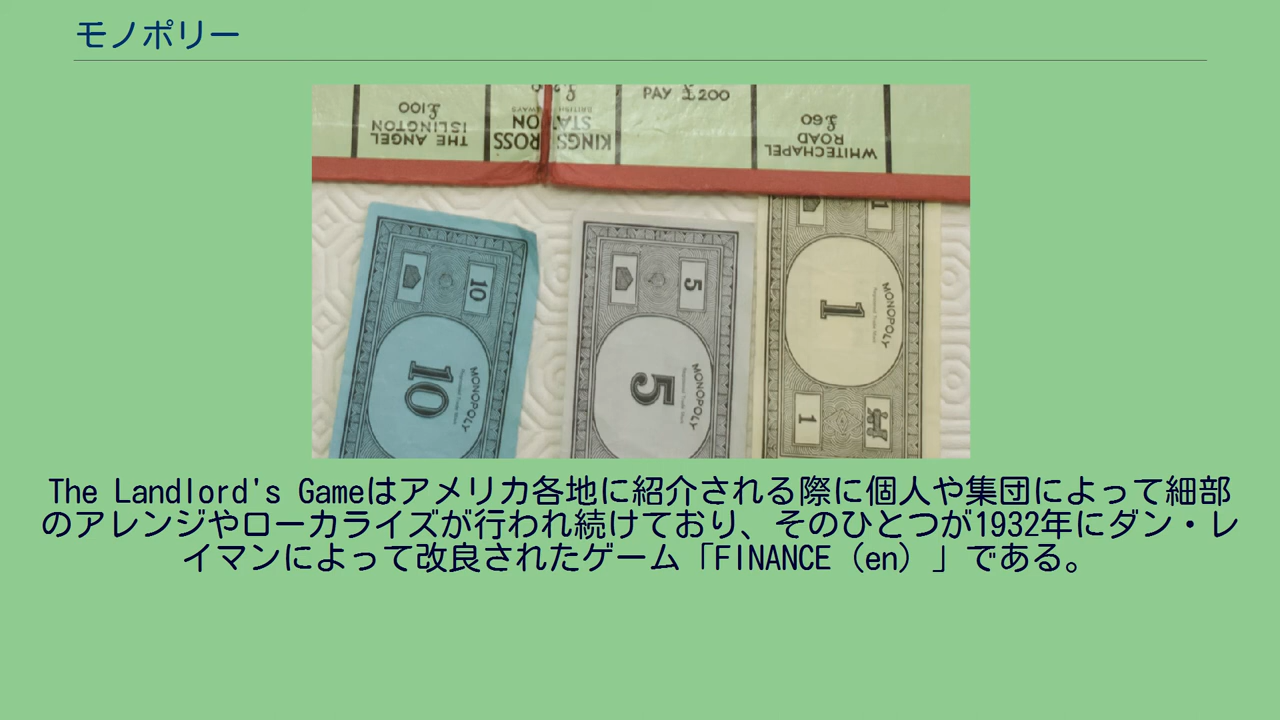 モノポリー
PAY £200
£100
THE ANGEL
ISLINGTON
KINGS CROSS
STATION
£60
WHITECHAPEL
ROAD
10
MONOPOLY
10
5
MONOPOLY
5
1
MONOPOLY
1
1
The Landlord's Gameはアメリカ各地に紹介される際に個人や集団によって細部
のアレンジやローカライズが行われ続けており、そのひとつが1932年にダン・レ
イマンによって改良されたゲーム「FINANCE（en）」である。